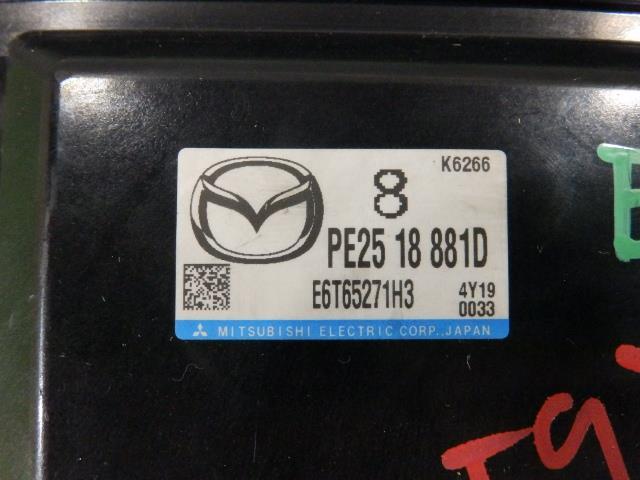 K6266
8
PE25 18 881D
E6T65271H3
4Y19
0033
MITSUBISHI ELECTRIC CORP., JAPAN